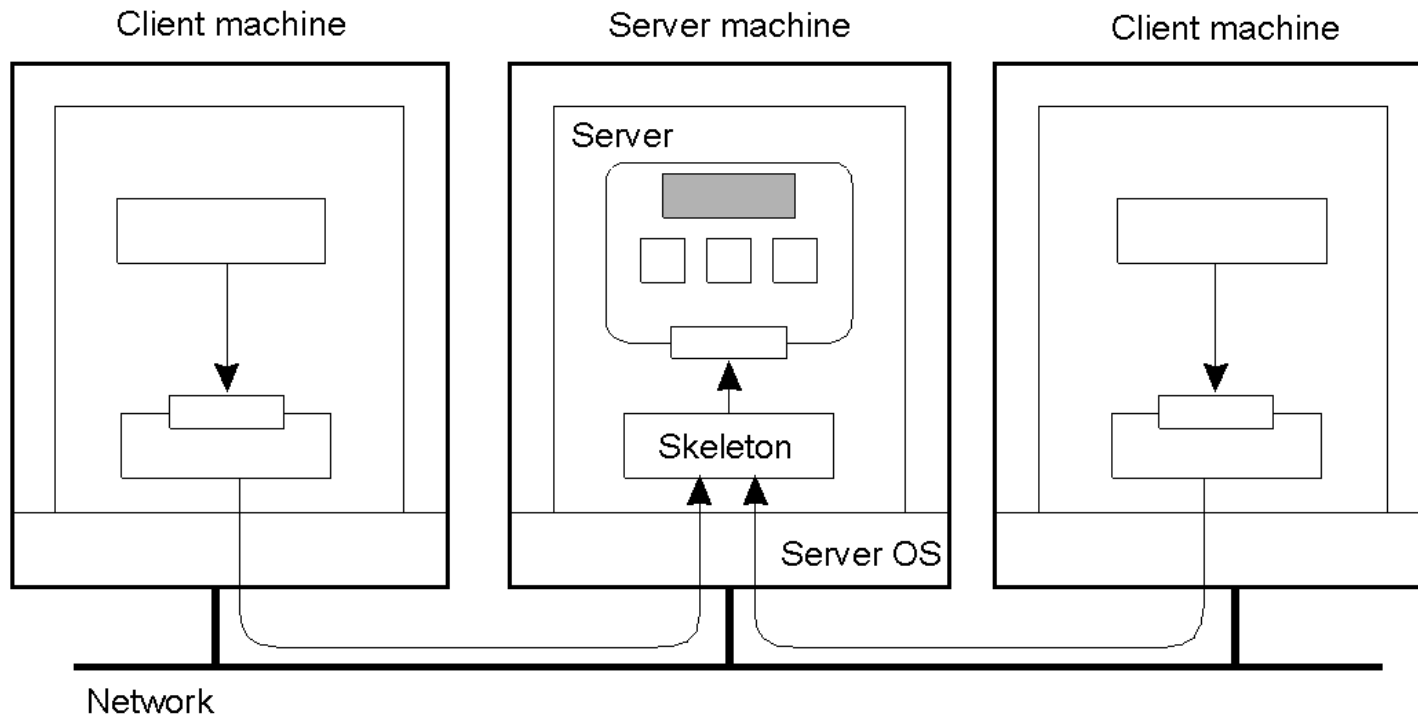 Client machine
Server machine
Client machine
Server
Skeleton
Server OS
Network